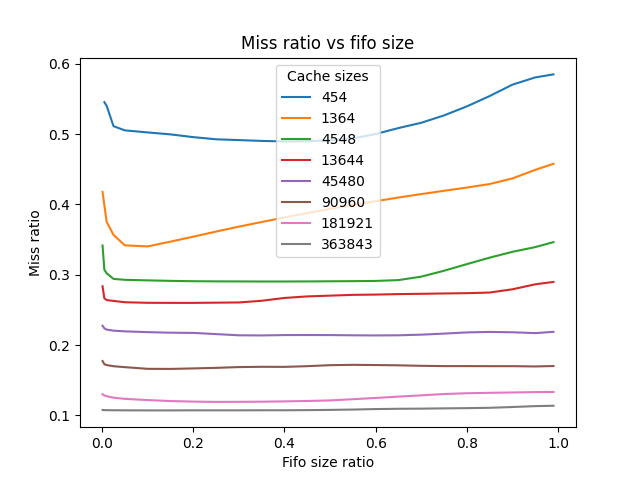 Miss ratio vs fifo size
Cache sizes
454
1364
4548
13644
45480
90960
181921
363843
0.6
0.5
0.4
0.3
0.2
0.1
Miss ratio
0.0 0.2 0.4 0.6 0.8 1.0
Fifo size ratio